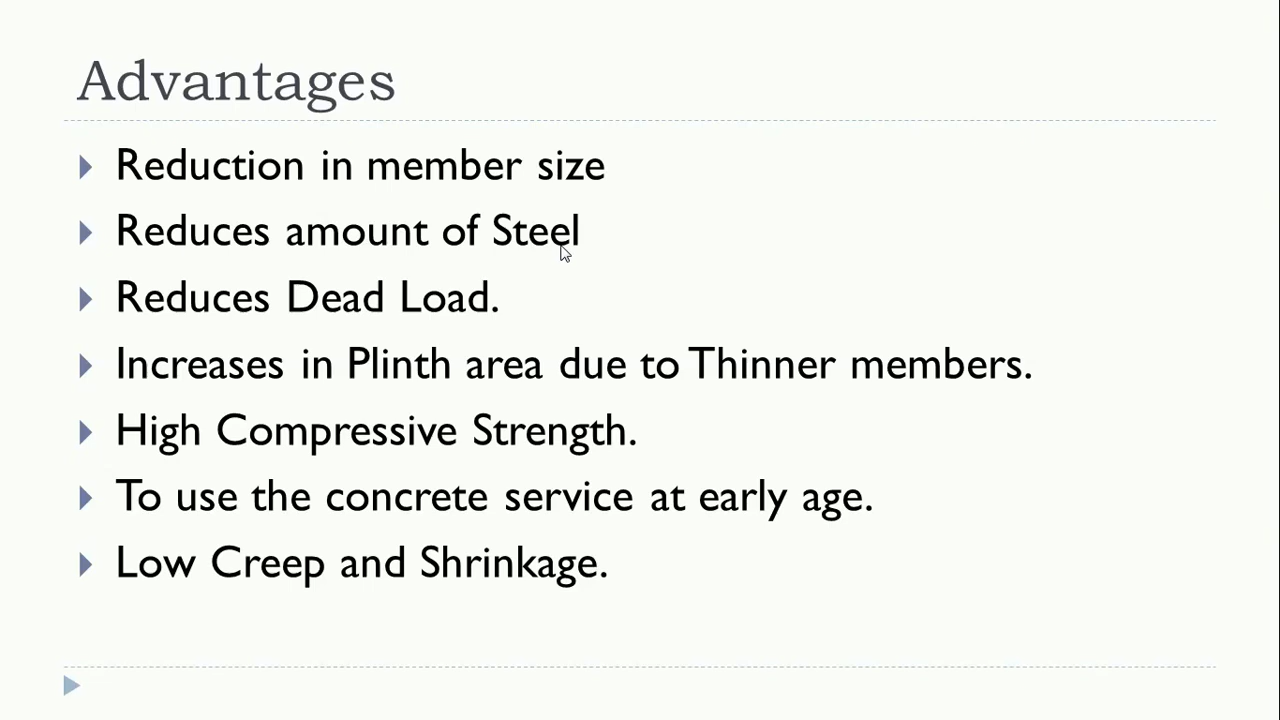 Advantages
Reduction in member size
Reduces amount of Steel
Reduces Dead Load.
Increases in Plinth area due to Thinner members.
High Compressive Strength.
To use the concrete service at early age.
Low Creep and Shrinkage.